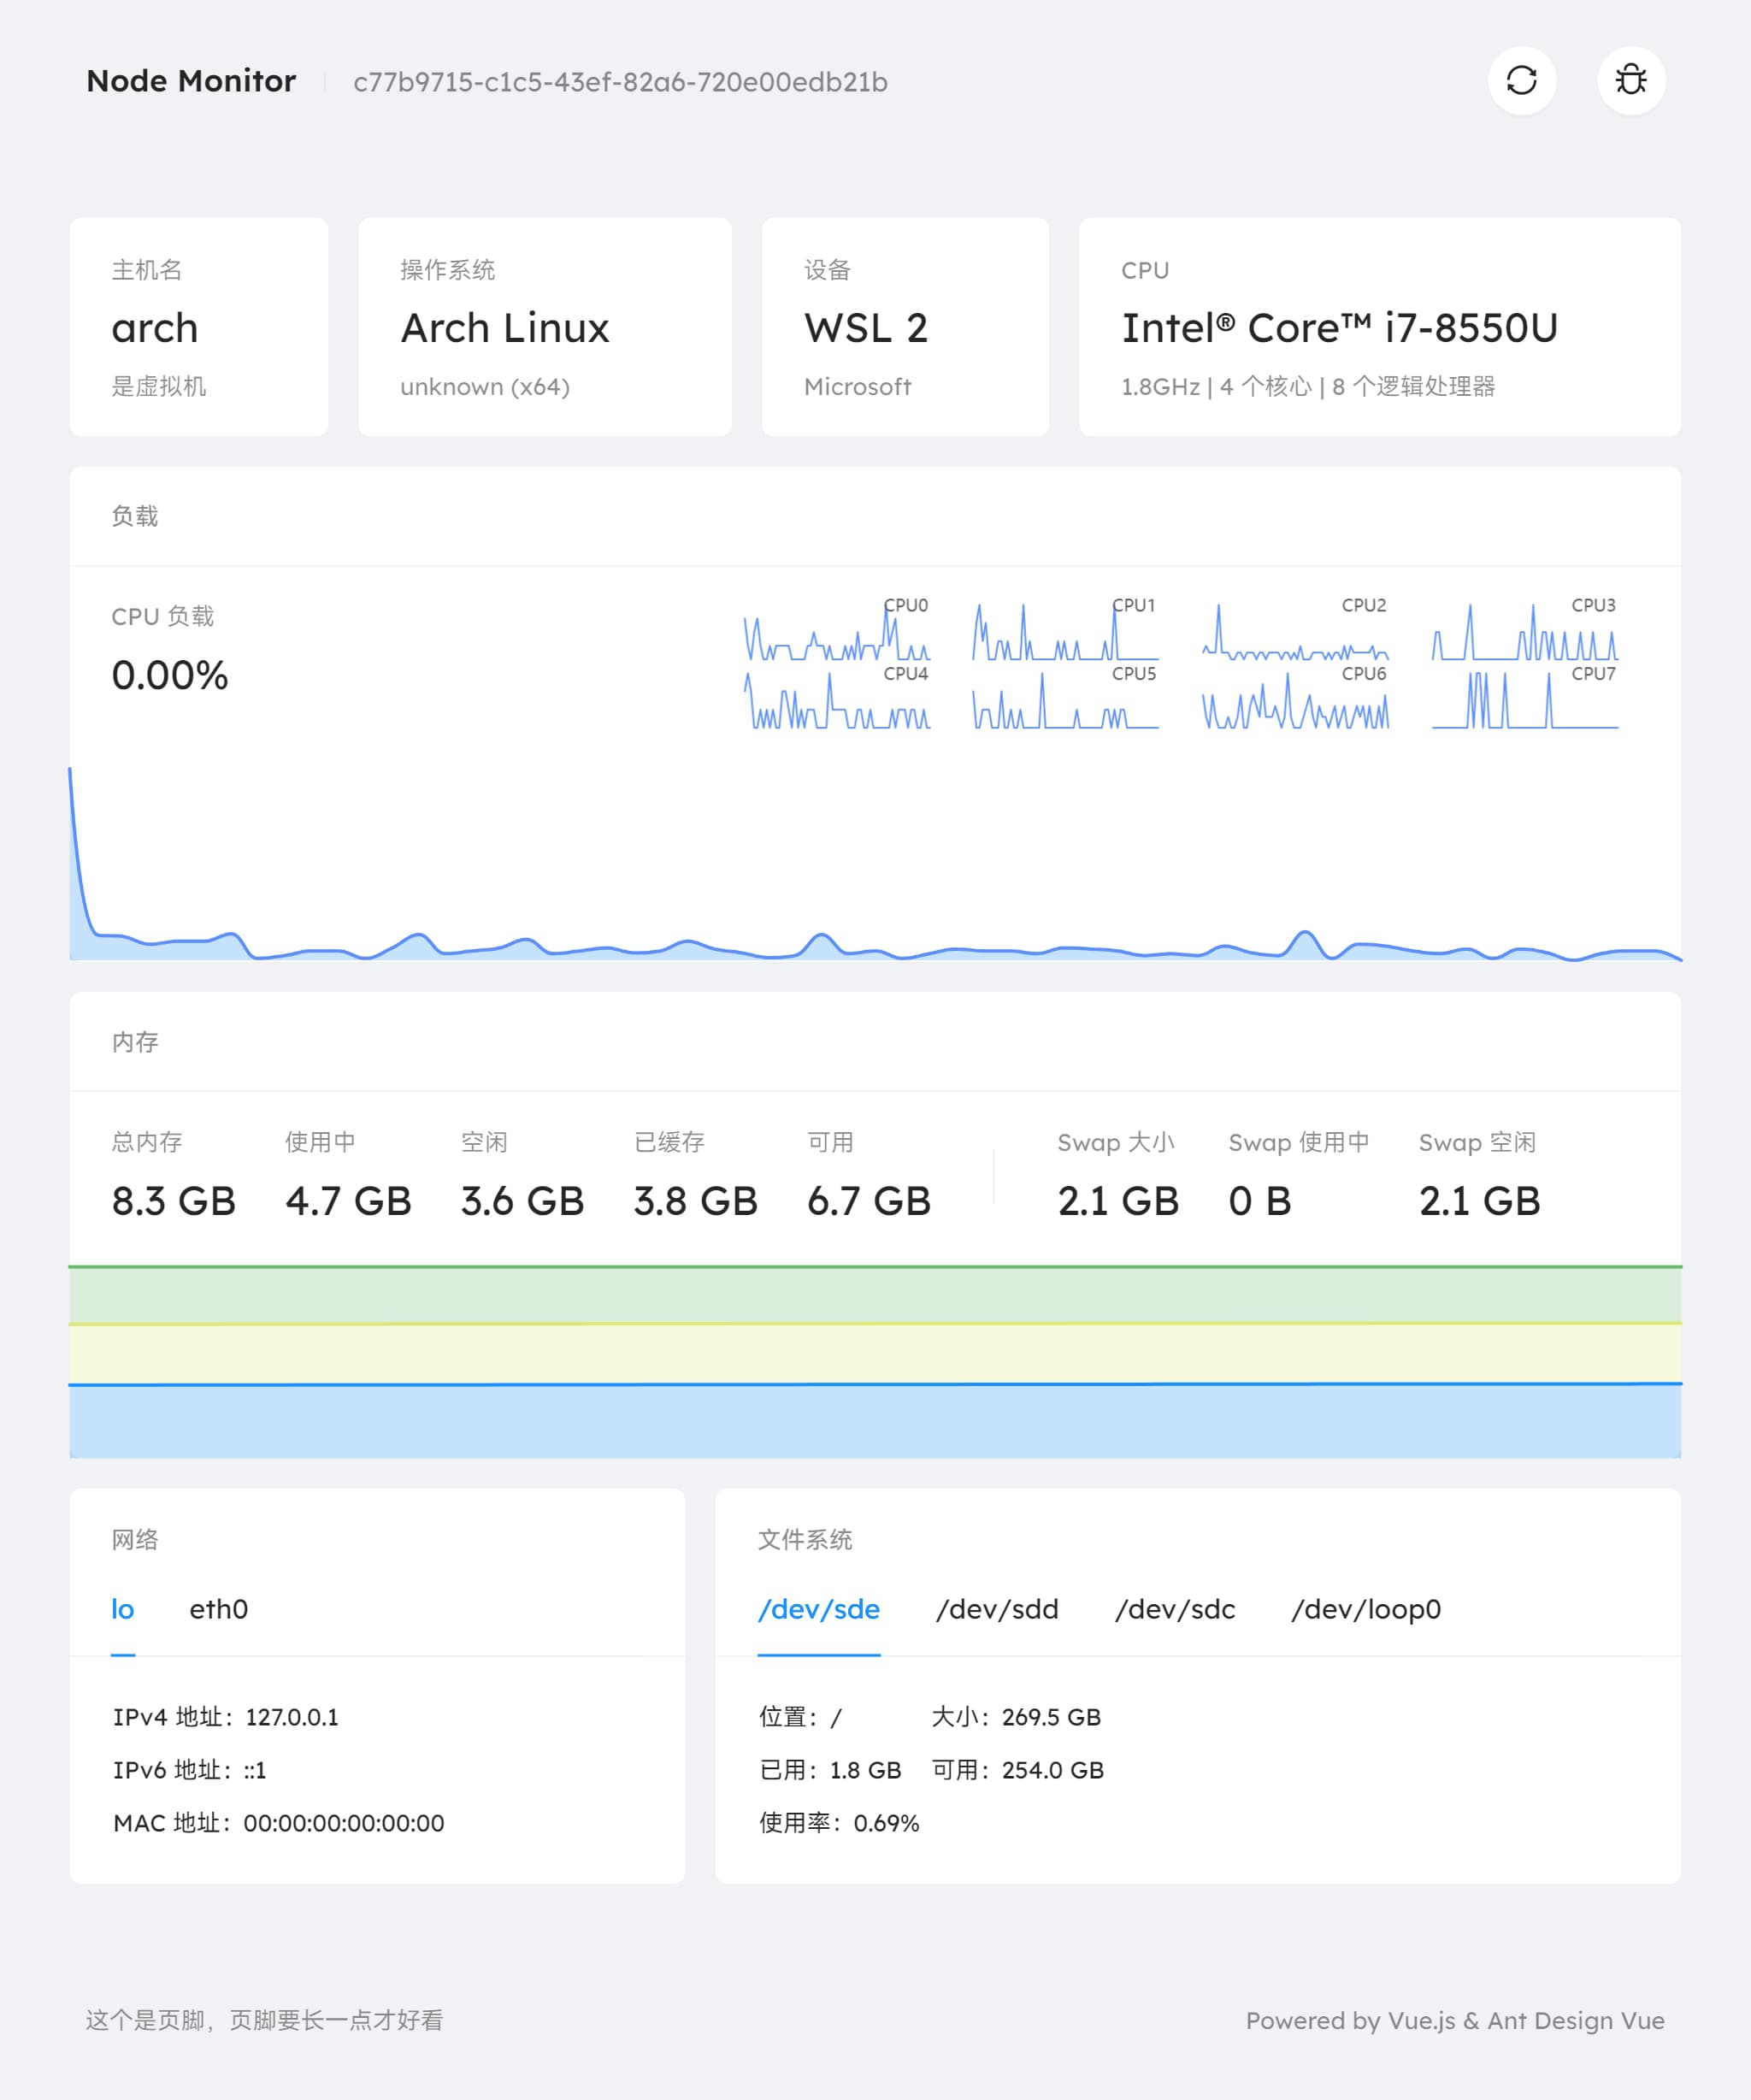 Node Monitor
c77b9715-c1c5-43ef-82a6-720e00edb21b
主机名
arch
是虚拟机
操作系统
Arch Linux
unknown (x64)
设备
WSL 2
Microsoft
CPU
Intel® Core™ i7-8550U
1.8GHz | 4 个核心 | 8 个逻辑处理器
负载
CPU 负载
0.00%
CPU0
CPU1
CPU2
CPU3
CPU4
CPU5
CPU6
CPU7
内存
总内存
8.3 GB
使用中
4.7 GB
空闲
3.6 GB
已缓存
3.8 GB
可用
6.7 GB
Swap 大小
2.1 GB
Swap 使用中
0 B
Swap 空闲
2.1 GB
网络
lo
eth0
IPv4 地址：127.0.0.1
IPv6 地址：::1
MAC 地址：00:00:00:00:00:00
文件系统
/dev/sde
/dev/sdd
/dev/sdc
/dev/loop0
位置：/
大小：269.5 GB
已用：1.8 GB
可用：254.0 GB
使用率：0.69%
这个是页脚，页脚要长一点才好看
Powered by Vue.js & Ant Design Vue